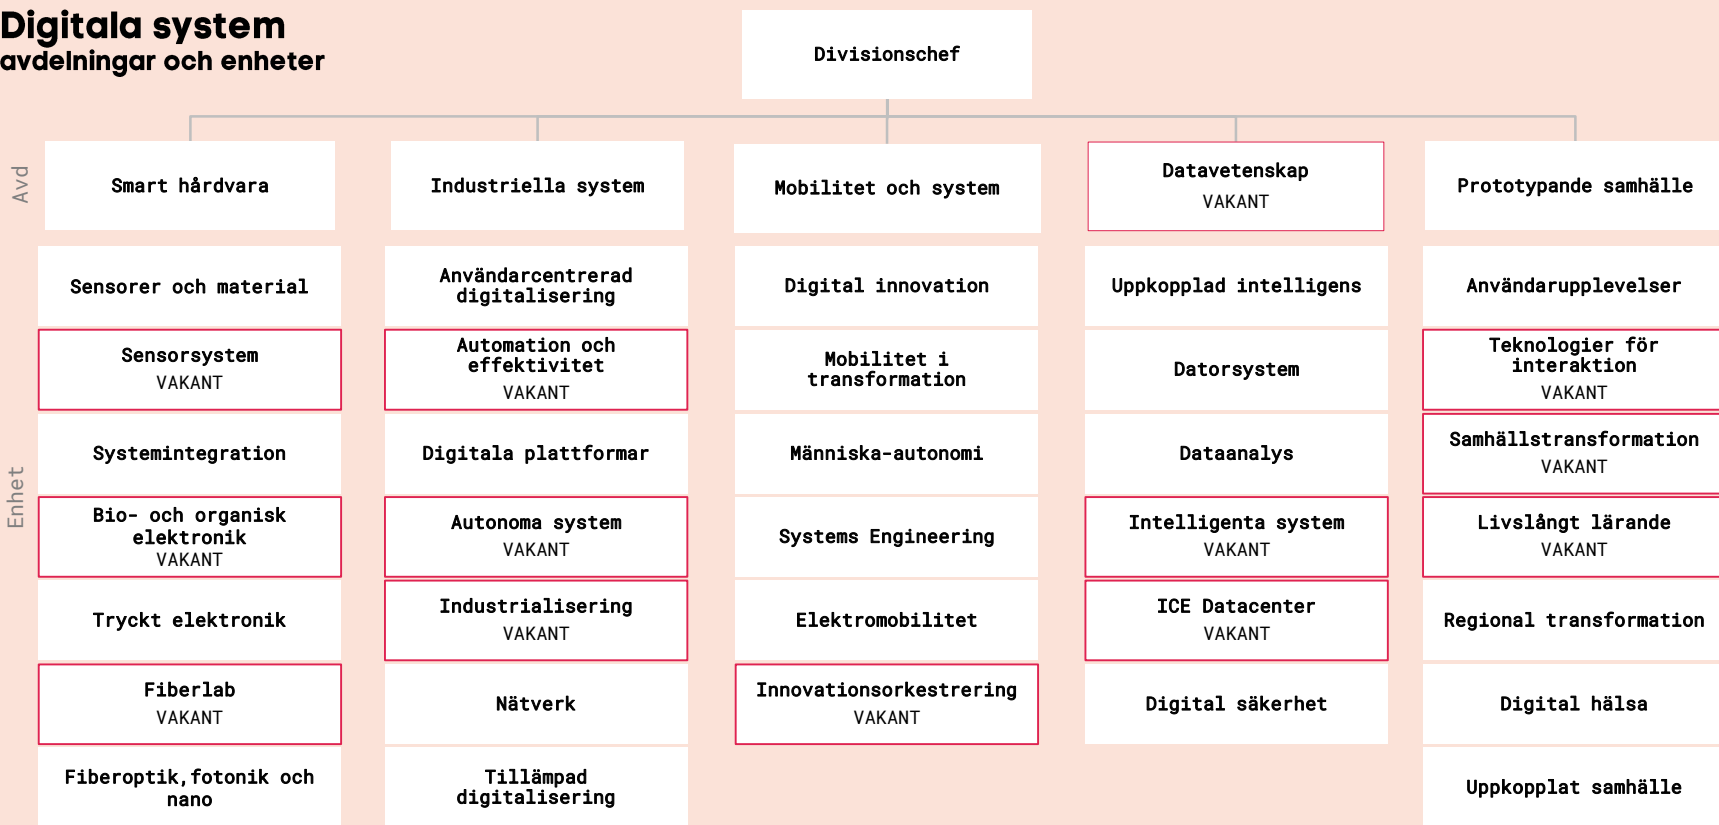 Digitala system
avdelningar och enheter
Divisionschef
Avd
Smart hårdvara
Industriella system
Mobilitet och system
Datavetenskap
VAKANT
Prototypande samhälle
Enhet
Sensorer och material
Sensorsystem
VAKANT
Systemintegration
Bio- och organisk
elektronik
VAKANT
Tryckt elektronik
Fiberlab
VAKANT
Fiberoptik,fotonik och
nano
Användarcentrerad
digitalisering
Automation och
effektivitet
VAKANT
Digitala plattformar
Autonoma system
VAKANT
Industrialisering
VAKANT
Nätverk
Tillämpad
digitalisering
Digital innovation
Mobilitet i
transformation
Människa-autonomi
Systems Engineering
Elektromobilitet
Innovationsorkestrering
VAKANT
Uppkopplad intelligens
Datorsystem
Dataanalys
Intelligenta system
VAKANT
ICE Datacenter
VAKANT
Digital säkerhet
Användarupplevelser
Teknologier för
interaktion
VAKANT
Samhällstransformation
VAKANT
Livslångt lärande
VAKANT
Regional transformation
Digital hälsa
Uppkopplat samhälle